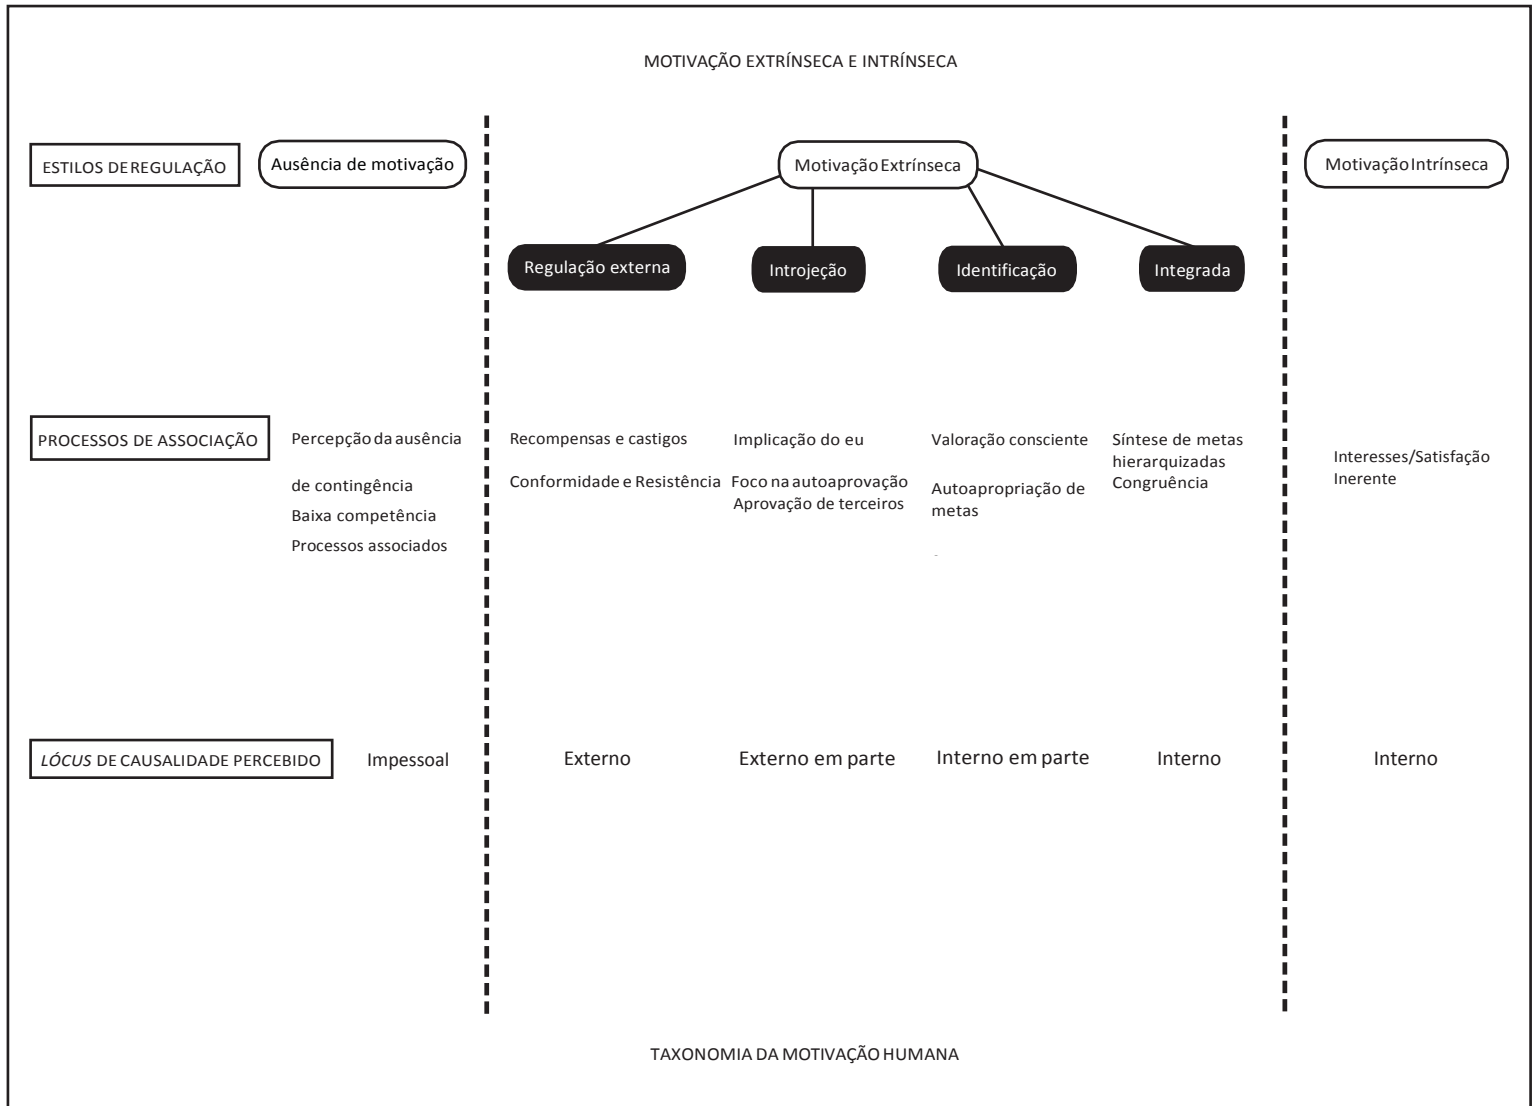 MOTIVAÇÃO EXTRÍNSECA E INTRÍNSECA
ESTILOS DE REGULAÇÃO
Ausência de motivação
Motivação Extrínseca
Motivação Intrínseca
Regulação externa
Introjeção
Identificação
Integrada
PROCESSOS DE ASSOCIAÇÃO
Percepção da ausência
de contingência
Baixa competência
Processos associados
Recompensas e castigos
Conformidade e Resistência
Implicação do eu
Foco na autoaprovação
Aprovação de terceiros
Valoração consciente
Autoapropriação de
metas
Síntese de metas
hierarquizadas
Congruência
Interesses/Satisfação
Inerente
LÓCUS DE CAUSALIDADE PERCEBIDO
Impessoal
Externo
Externo em parte
Interno em parte
Interno
Interno
TAXONOMIA DA MOTIVAÇÃO HUMANA